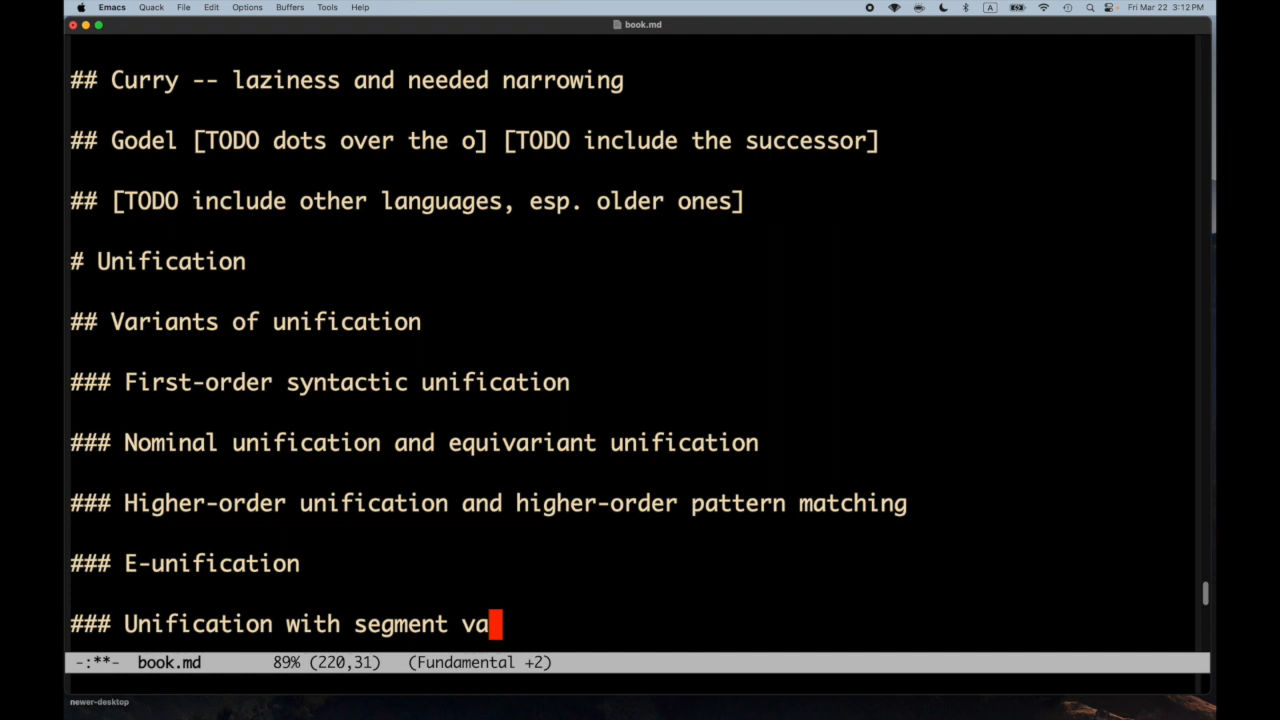 Emacs Quack File Edit Options Buffers Tools Help A Fri Mar 22 3:12 PM
book.md
## Curry -- laziness and needed narrowing
## Godel [TODO dots over the o] [TODO include the successor]
## [TODO include other languages, esp. older ones]
# Unification
## Variants of unification
### First-order syntactic unification
### Nominal unification and equivariant unification
### Higher-order unification and higher-order pattern matching
### E-unification
### Unification with segment va
-:**- book.md 89% (220,31) (Fundamental +2)
newer-desktop